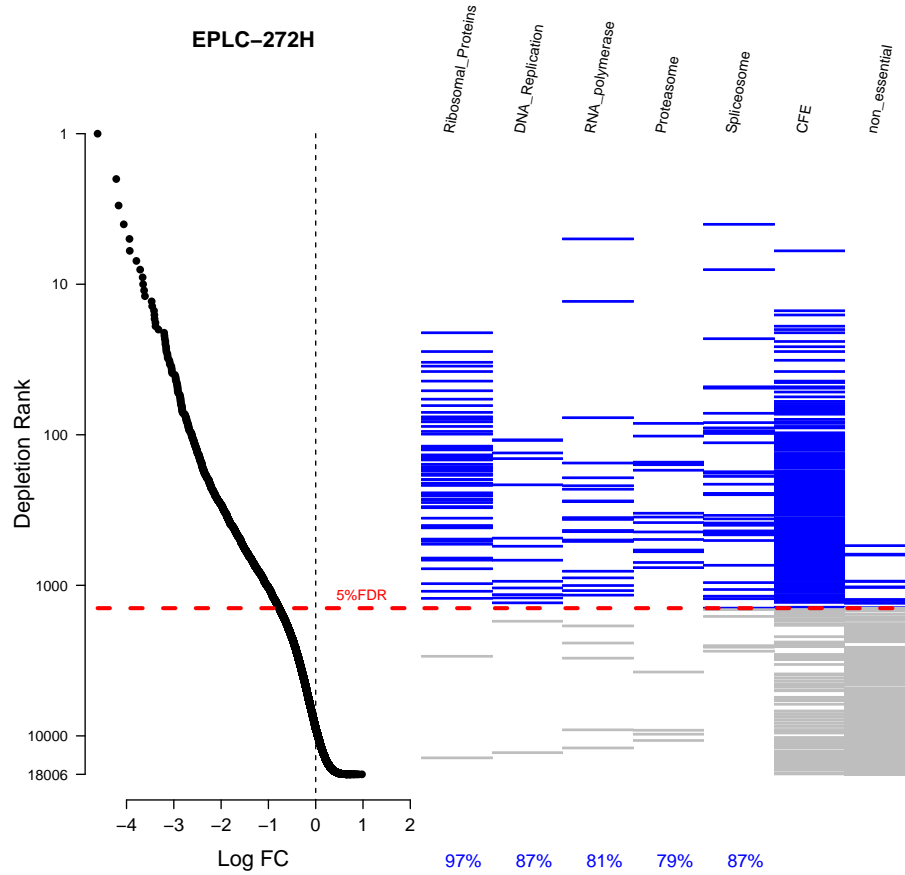 EPLC−272H
Ribosomal_Proteins
DNA_Replication
RNA_polymerase
Proteasome
Spliceosome
CFE
non_essential
Depletion Rank
1
10
100
1000
10000
18006
5%FDR
−4 −3 −2 −1 0 1 2
Log FC
97% 87% 81% 79% 87%